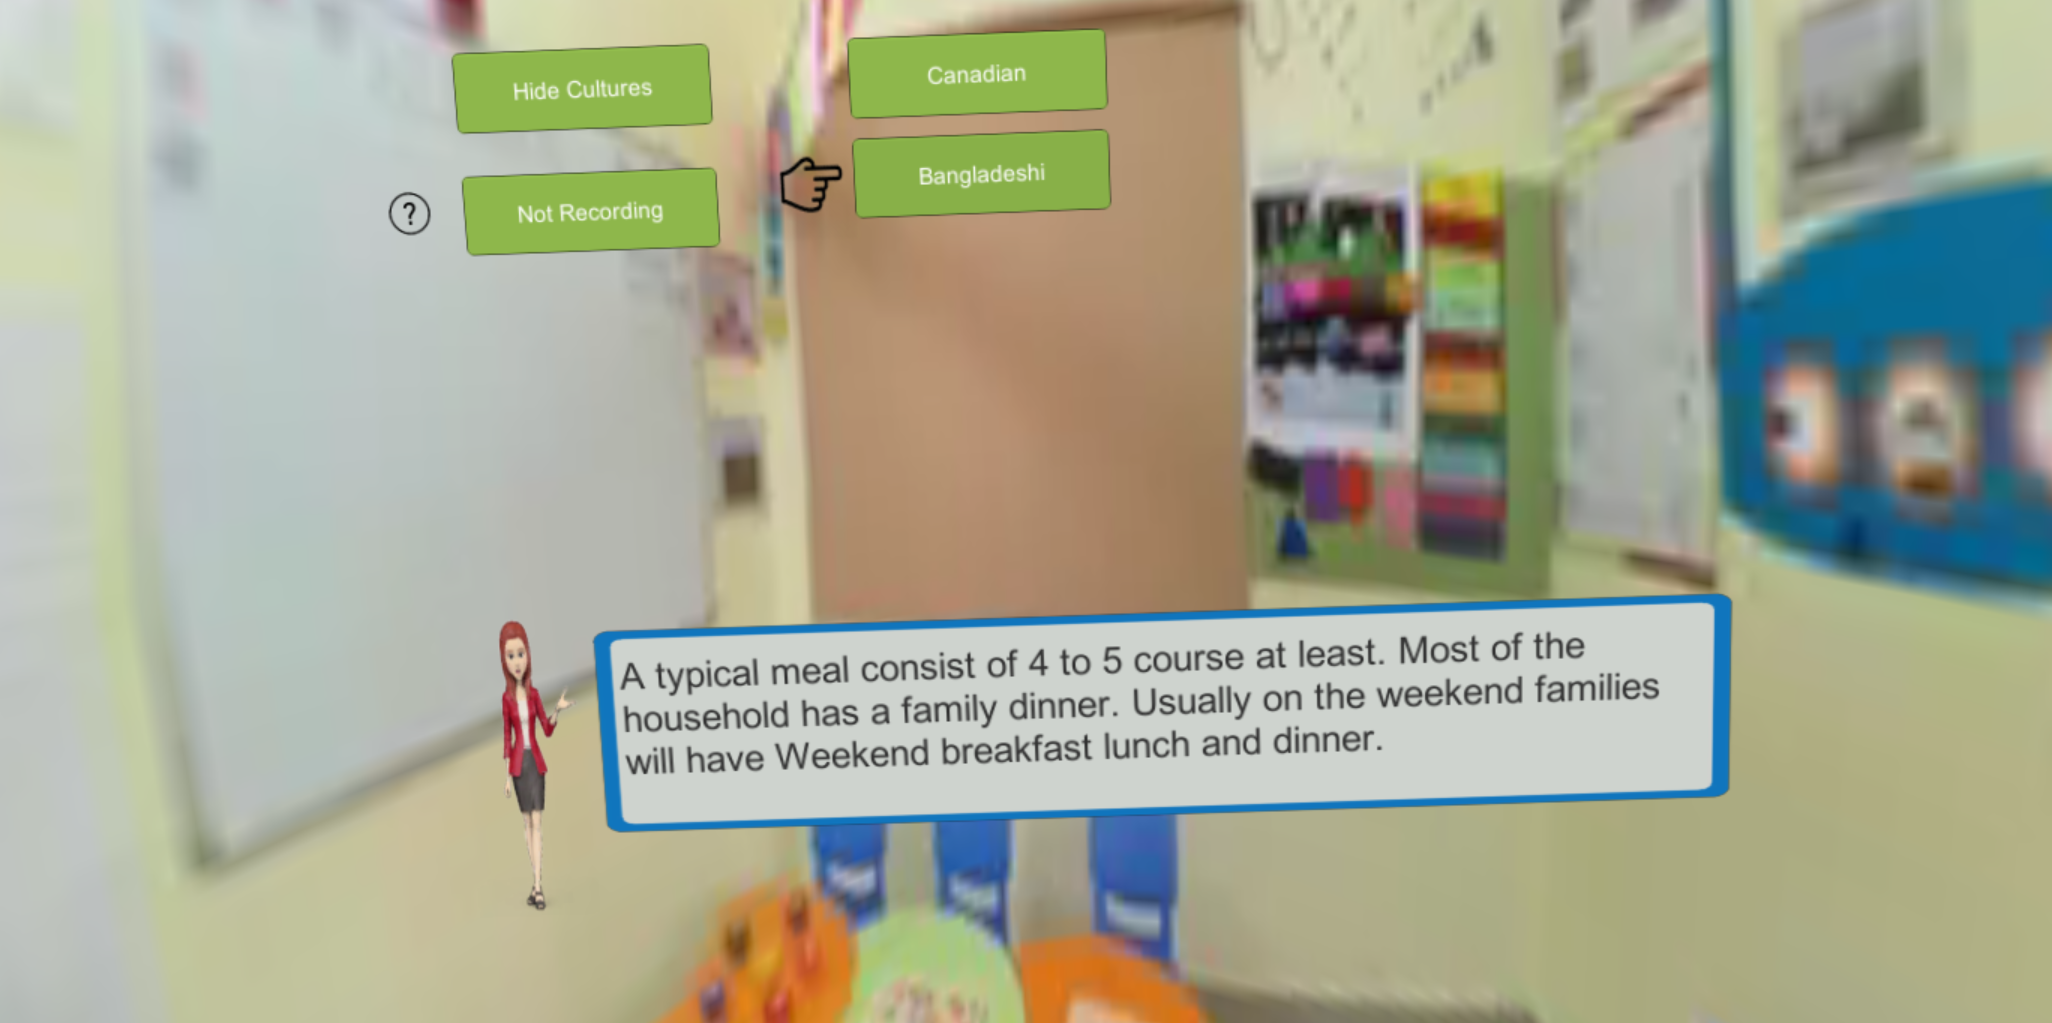 Hide Cultures
Canadian
Bangladeshi
?
Not Recording
A typical meal consist of 4 to 5 course at least. Most of the
household has a family dinner. Usually on the weekend families
will have Weekend breakfast lunch and dinner.